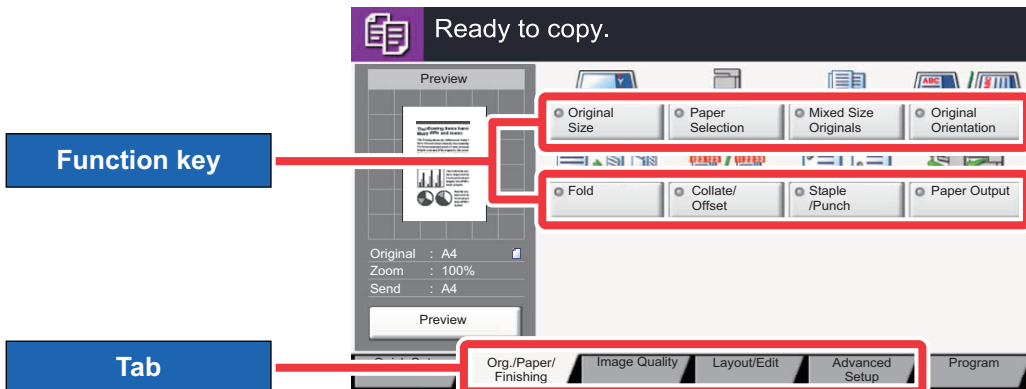 Ready to copy.
Preview
Original Size
Paper Selection
Mixed Size Originals
Original Orientation
Function key
Fold
Collate/ Offset
Staple /Punch
Paper Output
Original : A4
Zoom : 100%
Send : A4
Preview
Tab
Org./Paper/ Finishing
Image Quality
Layout/Edit
Advanced Setup
Program